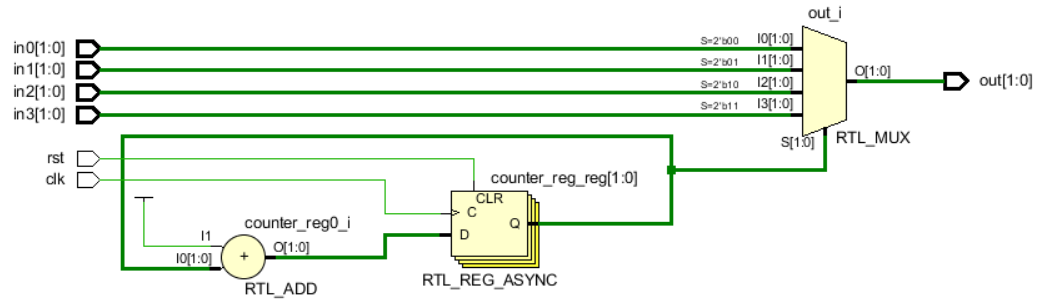 out_i
in0[1:0]
S=2'b00
I0[1:0]
in1[1:0]
S=2'b01
I1[1:0]
O[1:0]
out[1:0]
in2[1:0]
S=2'b10
I2[1:0]
in3[1:0]
S=2'b11
I3[1:0]
S[1:0]
RTL_MUX
rst
clk
counter_reg_reg[1:0]
CLR
C
Q
D
counter_reg0_i
I1
I0[1:0]
+
O[1:0]
RTL_ADD
RTL_REG_ASYNC